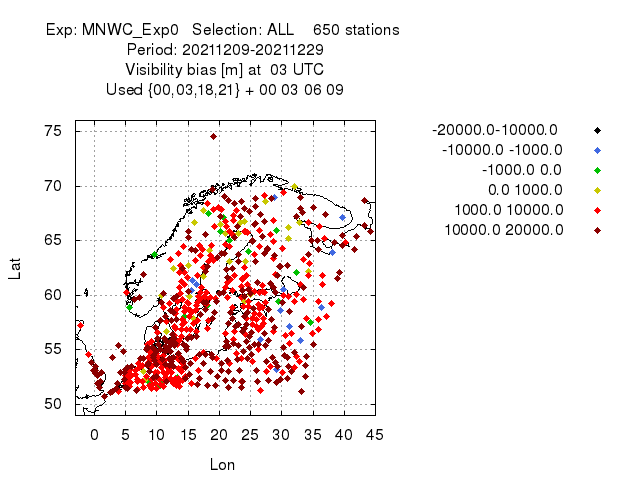 Exp: MNWC_Exp0   Selection: ALL    650 stations
Period: 20211209-20211229
Visibility bias [m] at  03 UTC
Used {00,03,18,21} + 00 03 06 09
-20000.0-10000.0
-10000.0 -1000.0
-1000.0 0.0
0.0 1000.0
1000.0 10000.0
10000.0 20000.0
75
70
65
60
55
50
Lat
0 5 10 15 20 25 30 35 40 45
Lon